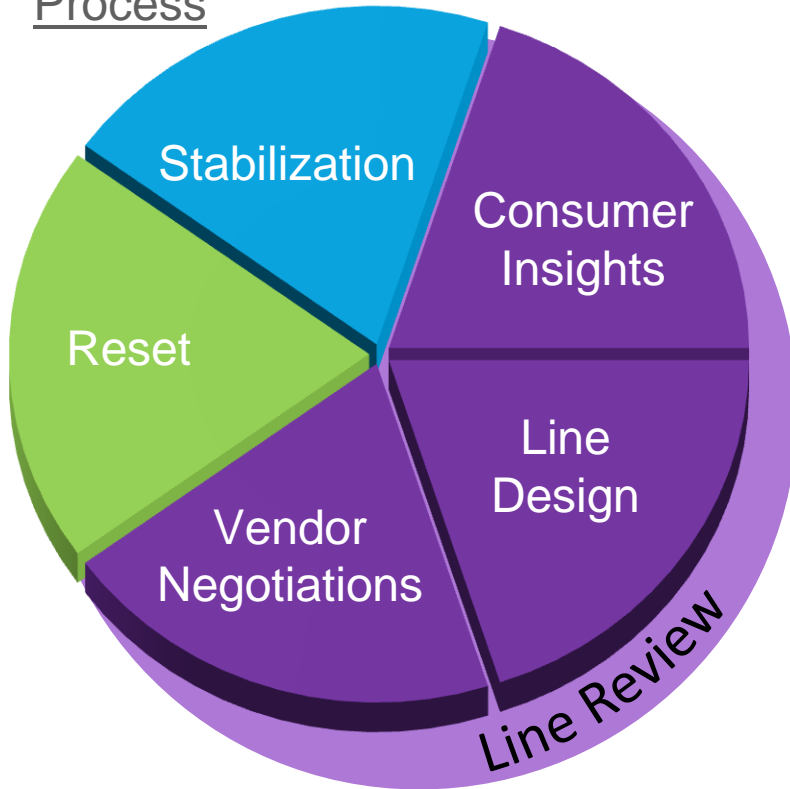 Process
Stabilization
Consumer
Insights
Reset
Line
Design
Vendor
Negotiations
Line Review